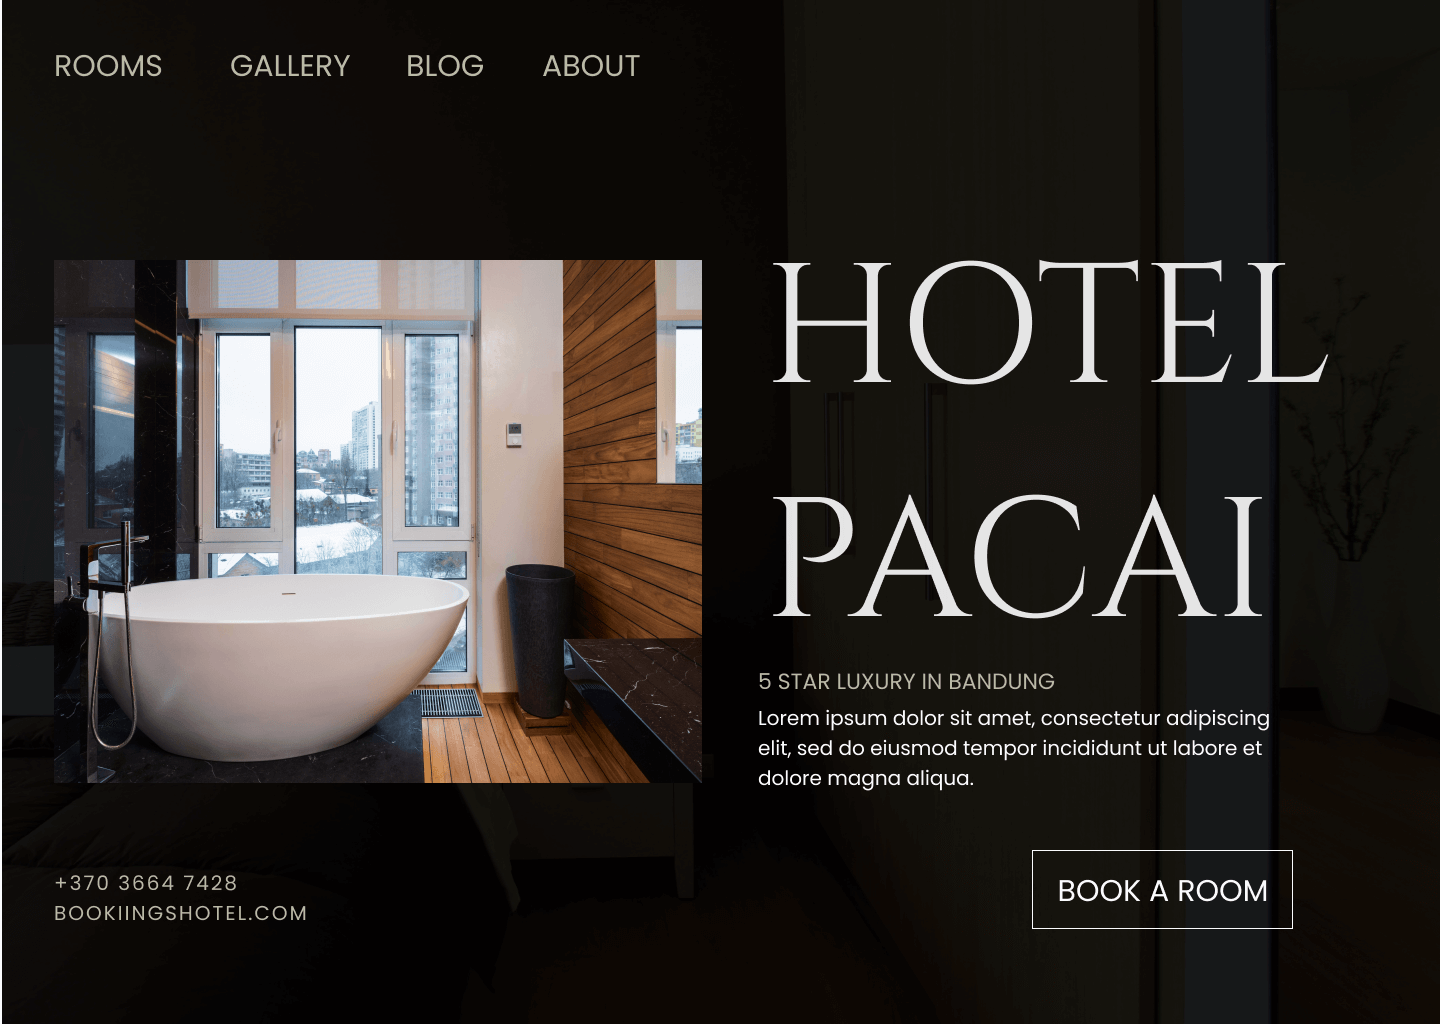 ROOMS GALLERY BLOG ABOUT
HOTEL
PACAI
5 STAR LUXURY IN BANDUNG
Lorem ipsum dolor sit amet, consectetur adipiscing
elit, sed do eiusmod tempor incididunt ut labore et
dolore magna aliqua.
+370 3664 7428
BOOKIINGSHOTEL.COM
BOOK A ROOM